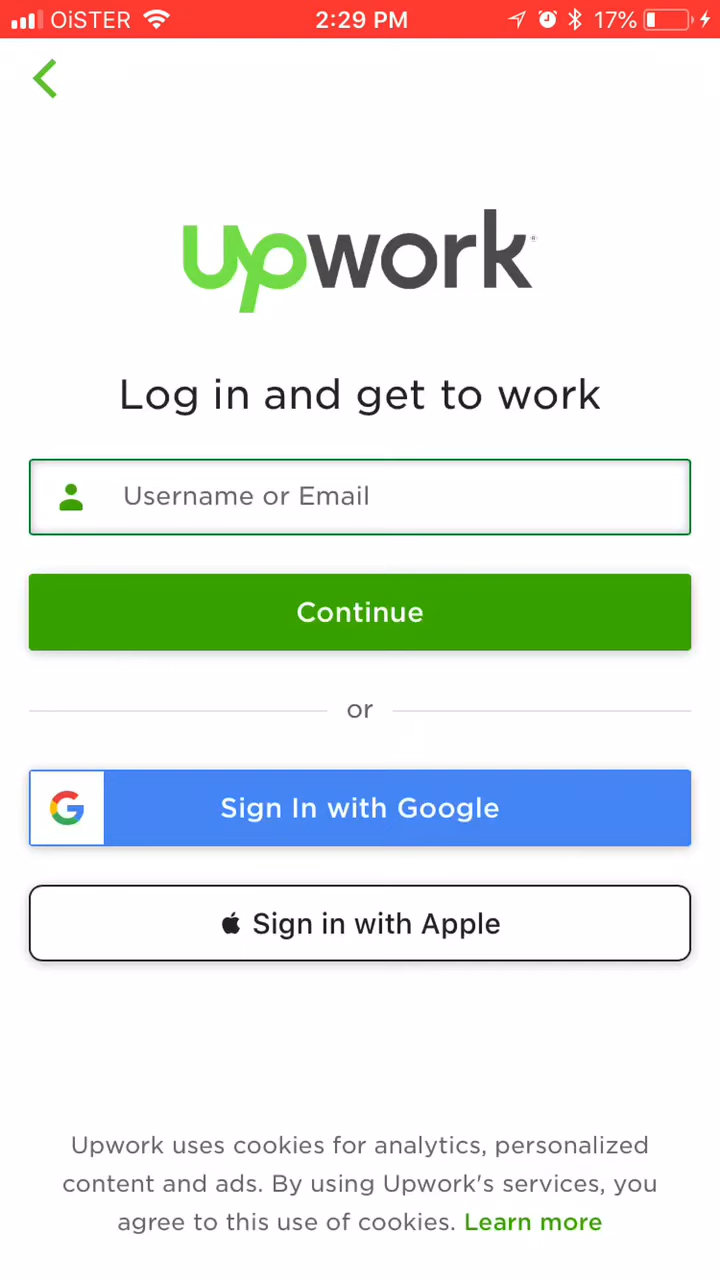 OiSTER 2:29 PM 17%
upwork
Log in and get to work
Username or Email
Continue
or
Sign In with Google
Sign in with Apple
Upwork uses cookies for analytics, personalized
content and ads. By using Upwork's services, you
agree to this use of cookies. Learn more